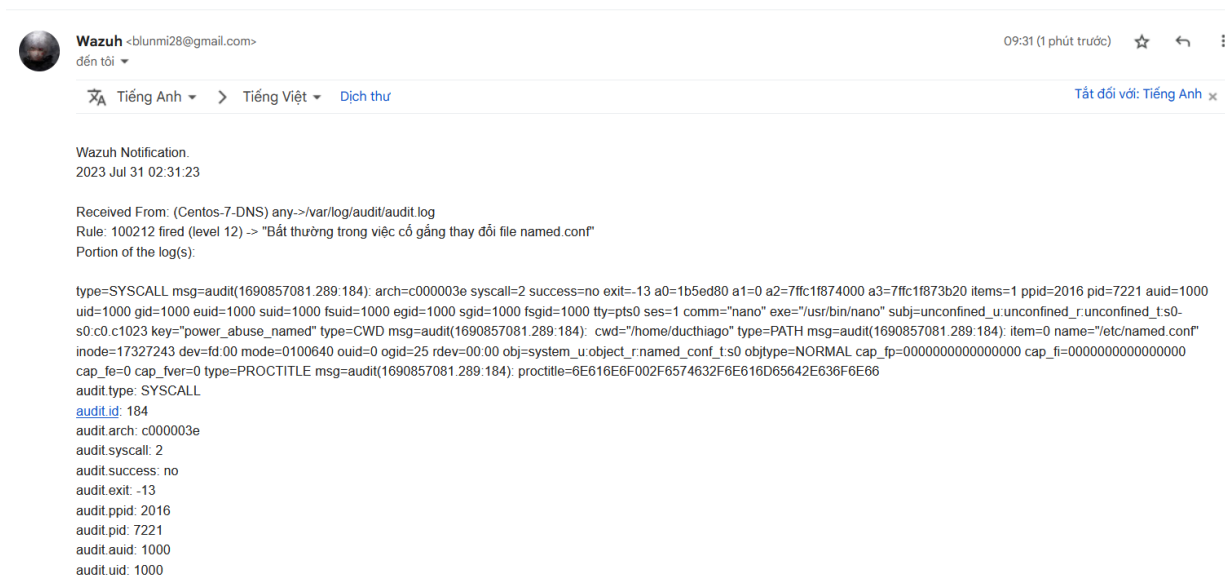 Wazuh <blunmi28@gmail.com>
09:31 (1 phút trước)
đến tôi
Tiếng Anh > Tiếng Việt Dịch thư
Tắt đối với: Tiếng Anh ×
Wazuh Notification.
2023 Jul 31 02:31:23
Received From: (Centos-7-DNS) any->/var/log/audit/audit.log
Rule: 100212 fired (level 12) -> "Bất thường trong việc cố gắng thay đổi file named.conf"
Portion of the log(s):
type=SYSCALL msg=audit(1690857081.289:184): arch=c000003e syscall=2 success=no exit=-13 a0=1b5ed80 a1=0 a2=7ffc1f874000 a3=7ffc1f873b20 items=1 ppid=2016 pid=7221 auid=1000
uid=1000 gid=1000 euid=1000 suid=1000 fsuid=1000 egid=1000 sgid=1000 fsgid=1000 tty=pts0 ses=1 comm="nano" exe="/usr/bin/nano" subj=unconfined_u:unconfined_r:unconfined_t:s0-
s0:c0.c1023 key="power_abuse_named" type=CWD msg=audit(1690857081.289:184): cwd="/home/ducthiago" type=PATH msg=audit(1690857081.289:184): item=0 name="/etc/named.conf"
inode=17327243 dev=fd:00 mode=0100640 ouid=0 ogid=25 rdev=00:00 obj=system_u:object_r:named_conf_t:s0 objtype=NORMAL cap_fp=0000000000000000 cap_fi=0000000000000000
cap_fe=0 cap_fver=0 type=PROCTITLE msg=audit(1690857081.289:184): proctitle=6E616E6F002F6574632F6E616D65642E636F6E66
audit.type: SYSCALL
audit.id: 184
audit.arch: c000003e
audit.syscall: 2
audit.success: no
audit.exit: -13
audit.ppid: 2016
audit.pid: 7221
audit.auid: 1000
audit.uid: 1000